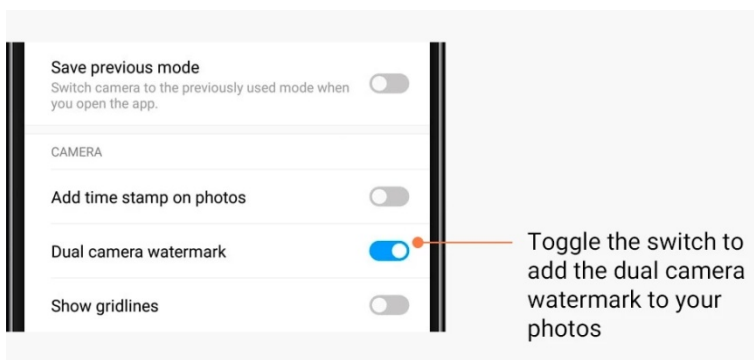 Save previous mode
Switch camera to the previously used mode when
you open the app.
CAMERA
Add time stamp on photos
Dual camera watermark
Show gridlines
Toggle the switch to
add the dual camera
watermark to your
photos